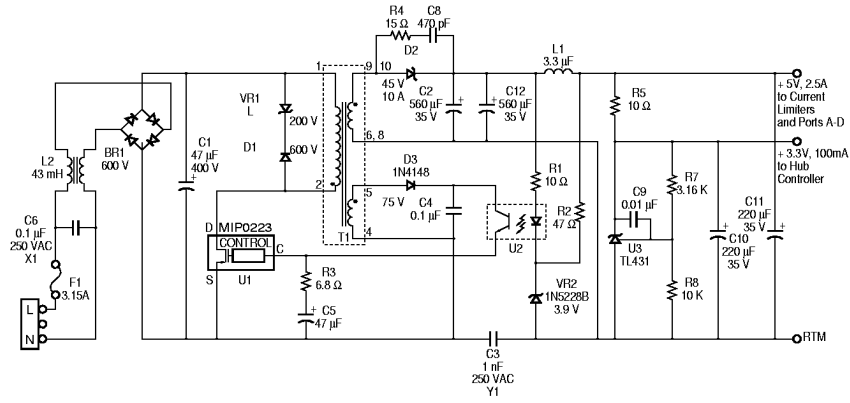 R4
15 Ω
C8
470 pF
D2
L1
3.3 µF
1
9
10
45 V
10 A
C2
560 µF
35 V
C12
560 µF
35 V
+ 5V, 2.5A
to Current
Limiters
and Ports A-D
VR1
L
200 V
D1
600 V
R5
10 Ω
BR1
600 V
C1
47 µF
400 V
L2
43 mH
6, 8
+ 3.3V, 100mA
to Hub
Controller
2
5
D3
1N4148
75 V
C4
0.1 µF
R1
10 Ω
R2
47 Ω
C9
0.01 µF
R7
3.16 K
C11
220 µF
35 V
C6
0.1 µF
250 VAC
X1
D
MIP0223
CONTROL
C
S
U1
T1
4
U2
U3
TL431
C10
220 µF
35 V
F1
3.15A
R3
6.8 Ω
VR2
1N5228B
3.9 V
R8
10 K
L
C5
47 µF
N
C3
1 nF
250 VAC
Y1
RTM